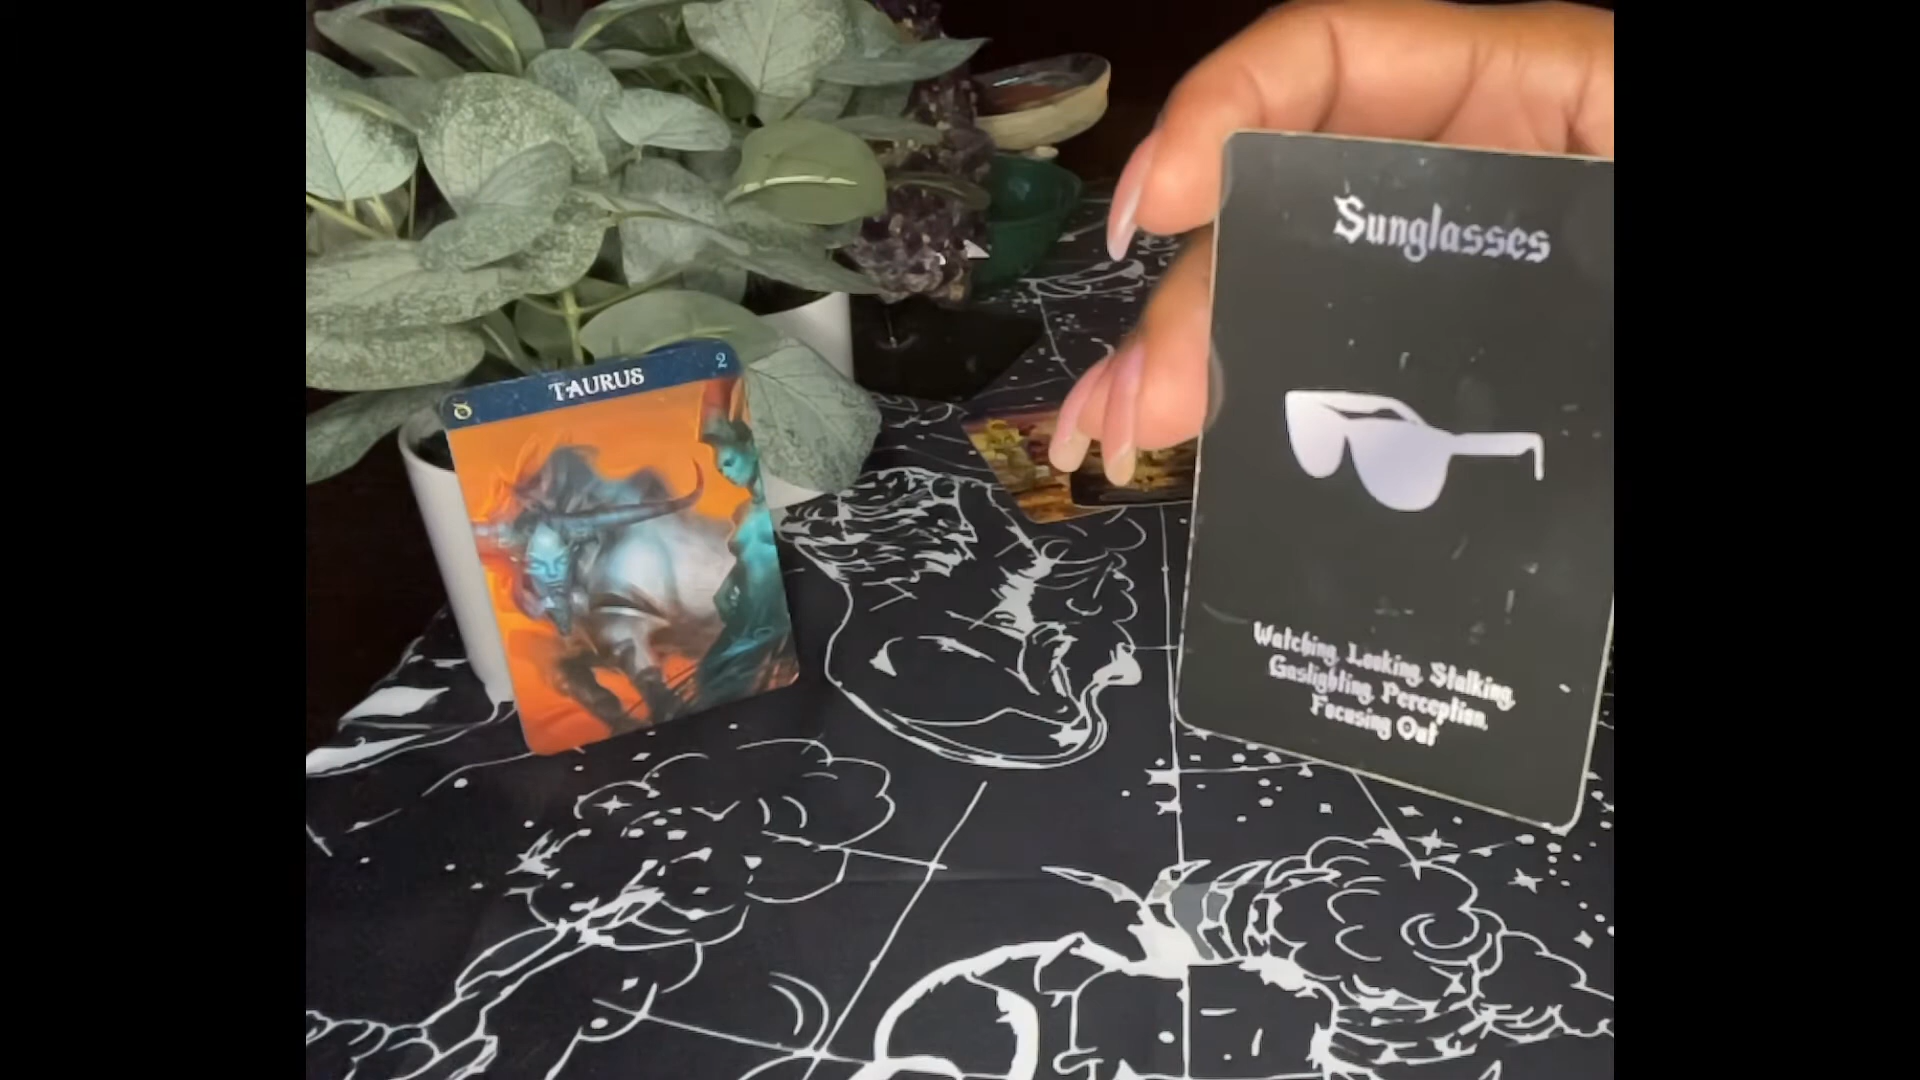 TAURUS
2
Sunglasses
Watching, Looking, Stalking,
Gaslighting, Perception,
Focusing Out